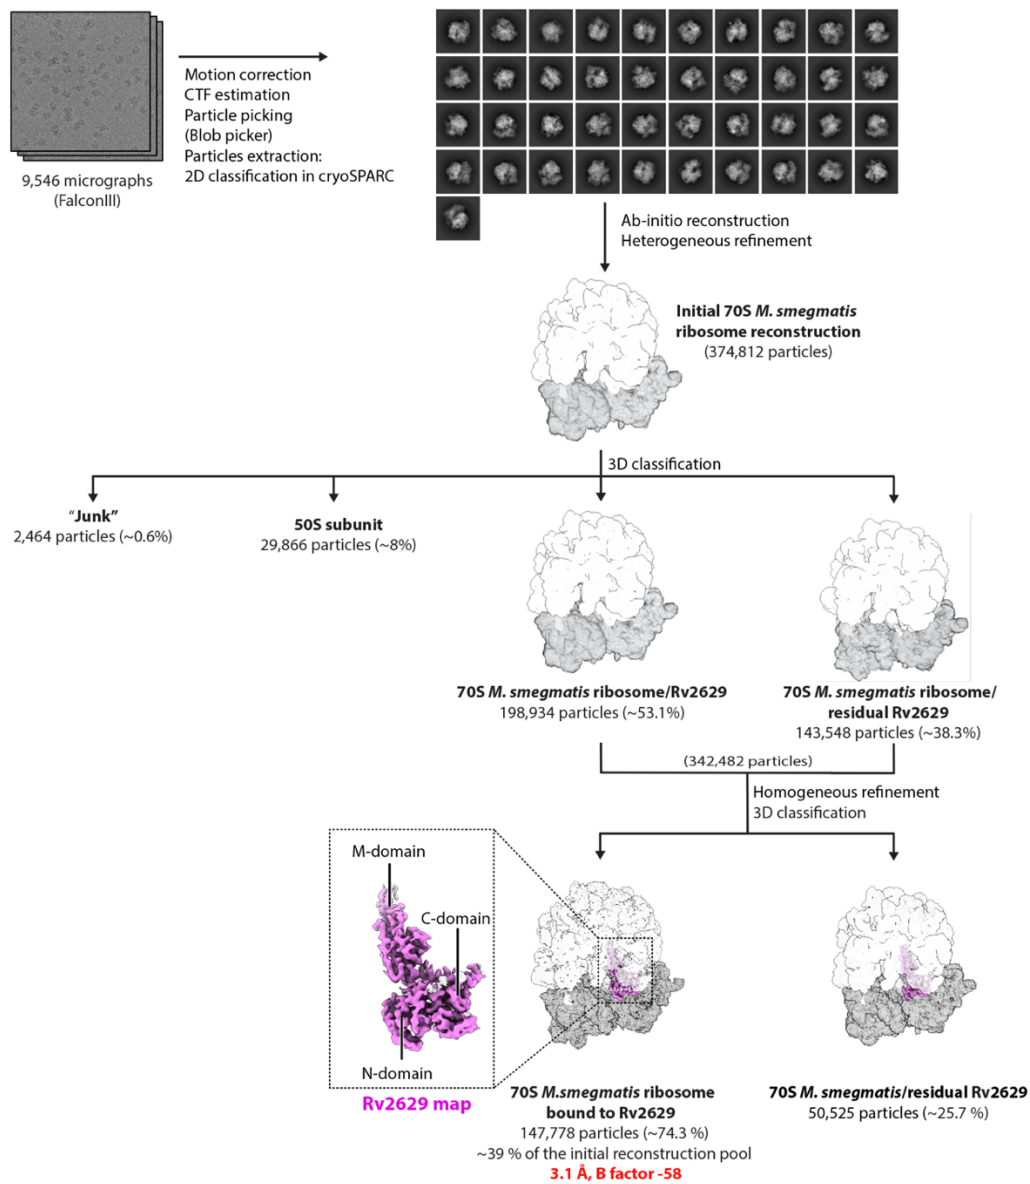 Motion correction
CTF estimation
Particle picking
(Blob picker)
Particles extraction:
2D classification in cryoSPARC
9,546 micrographs
(FalconIII)
Ab-initio reconstruction
Heterogeneous refinement
Initial 70S M. smegmatis
ribosome reconstruction
(374,812 particles)
3D classification
“Junk”
2,464 particles (~0.6%)
50S subunit
29,866 particles (~8%)
70S M. smegmatis ribosome/Rv2629
198,934 particles (~53.1%)
70S M. smegmatis ribosome/
residual Rv2629
143,548 particles (~38.3%)
(342,482 particles)
Homogeneous refinement
3D classification
M-domain
C-domain
N-domain
Rv2629 map
70S M.smegmatis ribosome
bound to Rv2629
147,778 particles (~74.3 %)
~39 % of the initial reconstruction pool
3.1 Å, B factor -58
70S M.smegmatis/residual Rv2629
50,525 particles (~25.7 %)